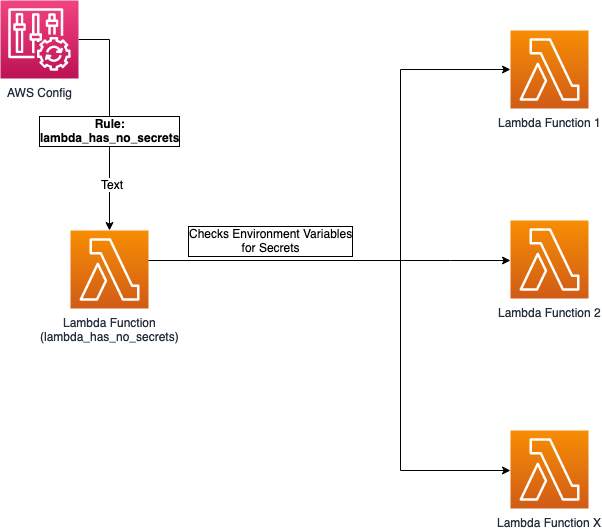 AWS Config
Rule:
lambda_has_no_secrets
Text
Lambda Function
(lambda_has_no_secrets)
Checks Environment Variables
for Secrets
Lambda Function 1
Lambda Function 2
Lambda Function X